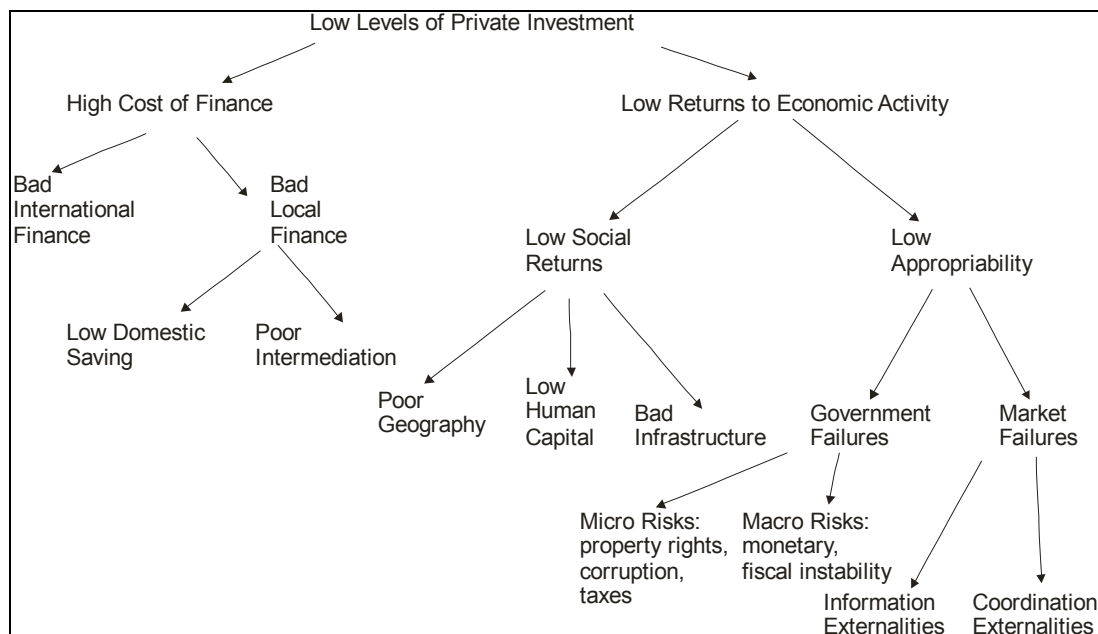 Low Levels of Private Investment
High Cost of Finance
Low Returns to Economic Activity
Bad
International
Finance
Bad
Local
Finance
Low Social
Returns
Low
Appropriability
Low Domestic
Saving
Poor
Intermediation
Poor
Geography
Low
Human
Capital
Bad
Infrastructure
Government
Failures
Market
Failures
Micro Risks:
property rights,
corruption,
taxes
Macro Risks:
monetary,
fiscal instability
Information
Externalities
Coordination
Externalities